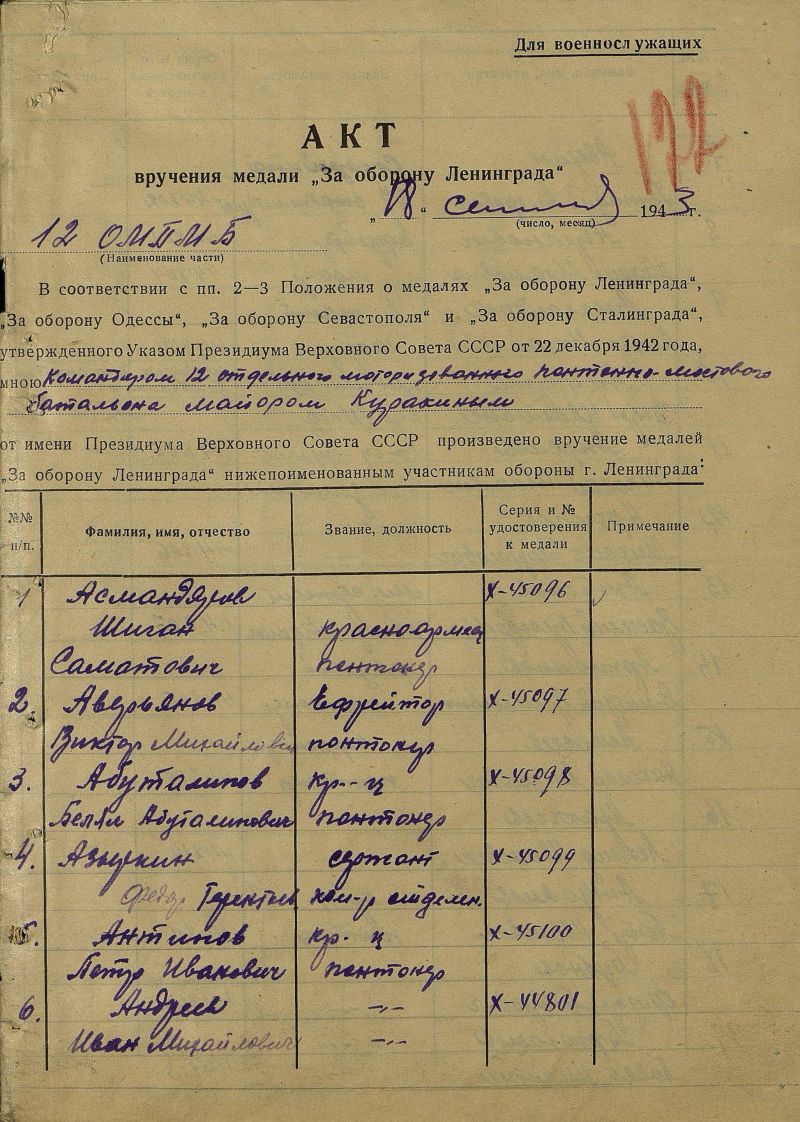 Для военнослужащих
122
АКТ
вручения медали „За оборону Ленинграда“
„18“ сентября 1943г.
(число, месяц)
12 ОМПМБ
(Наименование части)
В соответствии с пп. 2—3 Положения о медалях „За оборону Ленинграда“,
„За оборону Одессы“, „За оборону Севастополя“ и „За оборону Сталинграда“,
утвержденного Указом Президиума Верховного Совета СССР от 22 декабря 1942 года,
мною Командиром 12 отдельного моторизованного понтонно-мостового
батальона майором Куракиным
от имени Президиума Верховного Совета СССР произведено вручение медалей
„За оборону Ленинграда“ нижепоименованным участникам обороны г. Ленинграда:
№№ п/п. Фамилия, имя, отчество Звание, должность Серия и № удостоверения к медали Примечание
1 Асмандяров Х-45096
Шиган красноармеец
Саматович понтонер
2. Аверьянов Ефрейтор Х-45097
Виктор Михайлович понтонер
3. Абуталипов кр-ц Х-45098
Белял Абуталипович понтонер
4. Азыркин сержант Х-45099
Федор Терентьев ком-р отделен.
5. Антипов кр-ц Х-45100
Петр Иванович понтонер
6. Андреев -„- Х-44801
Иван Михайлович -„-